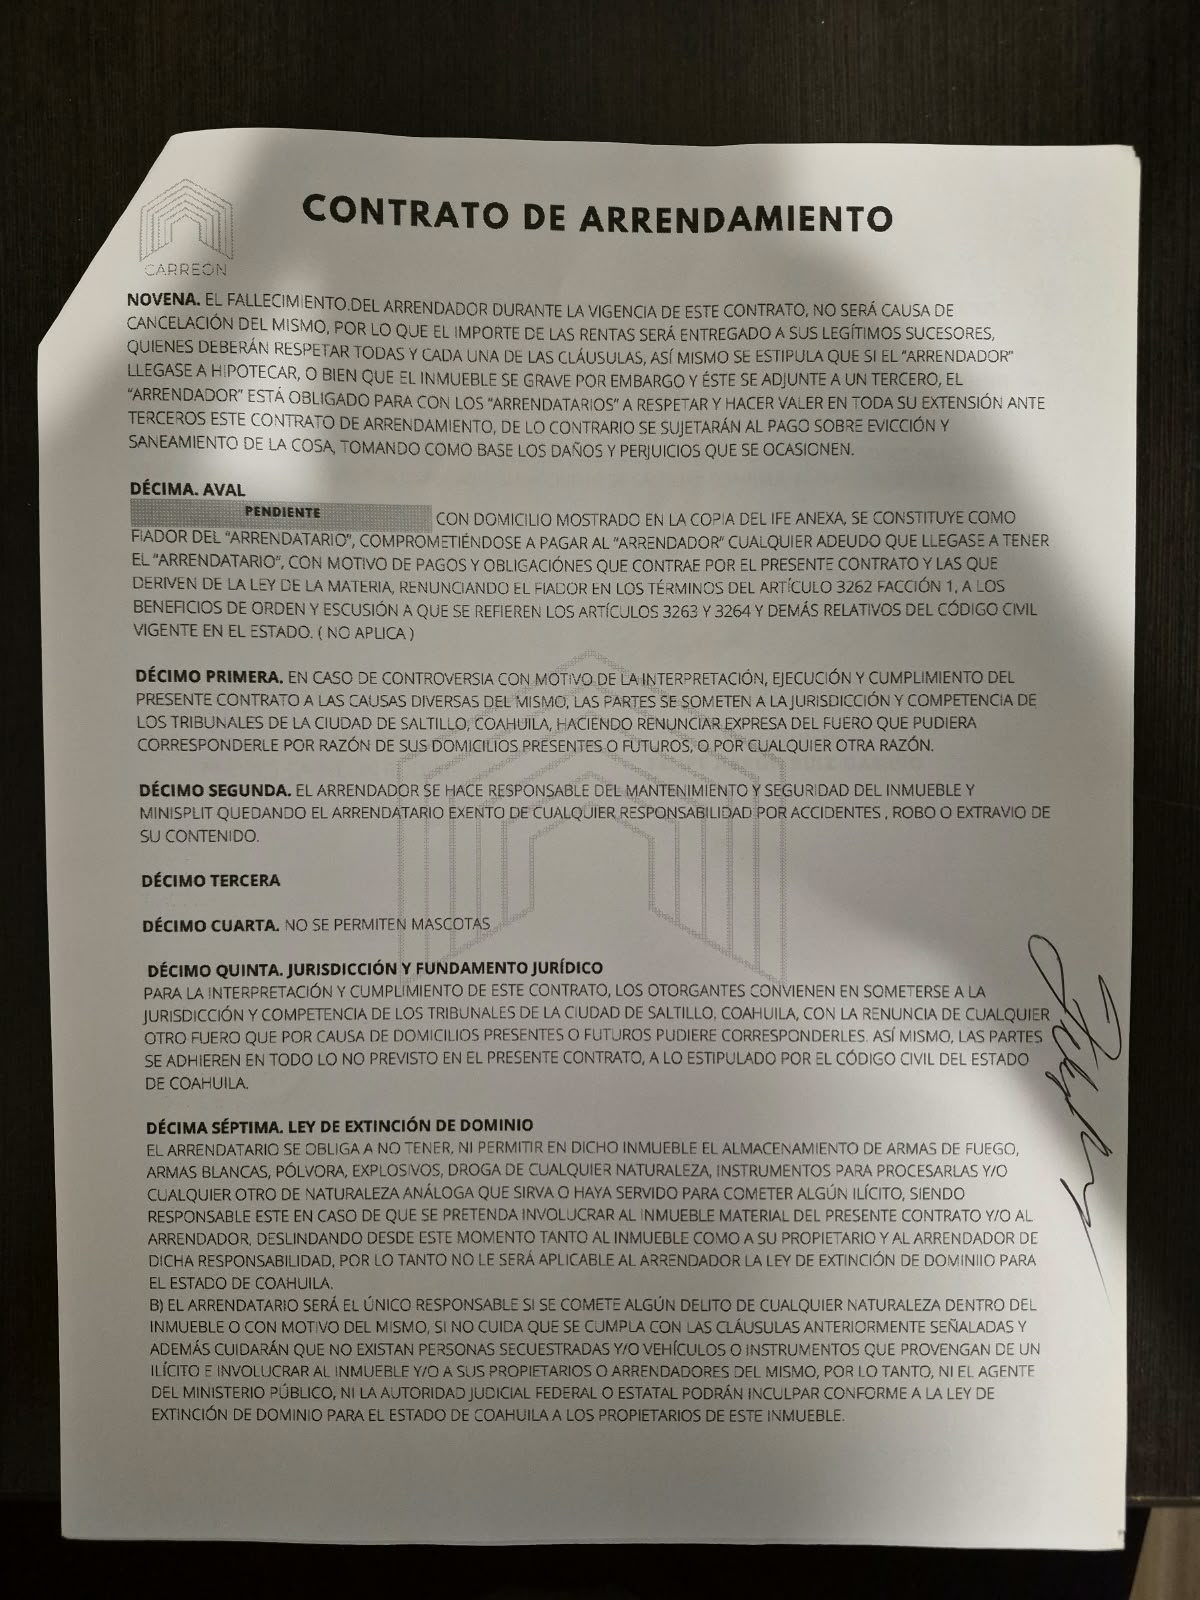 CARREÓN
CONTRATO DE ARRENDAMIENTO
NOVENA. EL FALLECIMIENTO.DEL ARRENDADOR DURANTE LA VIGENCIA DE ESTE CONTRATO, NO SERÁ CAUSA DE
CANCELACIÓN DEL MISMO, POR LO QUE EL IMPORTE DE LAS RENTAS SERÁ ENTREGADO A SUS LEGÍTIMOS SUCESORES,
QUIENES DEBERÁN RESPETAR TODAS Y CADA UNA DE LAS CLÁUSULAS, ASÍ MISMO SE ESTIPULA QUE SI EL "ARRENDADOR"
LLEGASE A HIPOTECAR, O BIEN QUE EL INMUEBLE SE GRAVE POR EMBARGO Y ÉSTE SE ADJUNTE A UN TERCERO, EL
"ARRENDADOR" ESTÁ OBLIGADO PARA CON LOS "ARRENDATARIOS" A RESPETAR Y HACER VALER EN TODA SU EXTENSIÓN ANTE
TERCEROS ESTE CONTRATO DE ARRENDAMIENTO, DE LO CONTRARIO SE SUJETARÁN AL PAGO SOBRE EVICCIÓN Y
SANEAMIENTO DE LA COSA, TOMANDO COMO BASE LOS DAÑOS Y PERJUICIOS QUE SE OCASIONEN.
DÉCIMA. AVAL
PENDIENTE CON DOMICILIO MOSTRADO EN LA COPIA DEL IFE ANEXA, SE CONSTITUYE COMO
FIADOR DEL "ARRENDATARIO", COMPROMETIÉNDOSE A PAGAR AL "ARRENDADOR" CUALQUIER ADEUDO QUE LLEGASE A TENER
EL "ARRENDATARIO", CON MOTIVO DE PAGOS Y OBLIGACIÓNES QUE CONTRAE POR EL PRESENTE CONTRATO Y LAS QUE
DERIVEN DE LA LEY DE LA MATERIA, RENUNCIANDO EL FIADOR EN LOS TÉRMINOS DEL ARTÍCULO 3262 FACCIÓN 1, A LOS
BENEFICIOS DE ORDEN Y ESCUSIÓN A QUE SE REFIEREN LOS ARTÍCULOS 3263 Y 3264 Y DEMÁS RELATIVOS DEL CÓDIGO CIVIL
VIGENTE EN EL ESTADO. ( NO APLICA )
DÉCIMO PRIMERA. EN CASO DE CONTROVERSIA CON MOTIVO DE LA INTERPRETACIÓN, EJECUCIÓN Y CUMPLIMIENTO DEL
PRESENTE CONTRATO A LAS CAUSAS DIVERSAS DEL MISMO, LAS PARTES SE SOMETEN A LA JURISDICCIÓN Y COMPETENCIA DE
LOS TRIBUNALES DE LA CIUDAD DE SALTILLO, COAHUILA, HACIENDO RENUNCIAR EXPRESA DEL FUERO QUE PUDIERA
CORRESPONDERLE POR RAZÓN DE SUS DOMICILIOS PRESENTES O FUTUROS, O POR CUALQUIER OTRA RAZÓN.
DÉCIMO SEGUNDA. EL ARRENDADOR SE HACE RESPONSABLE DEL MANTENIMIENTO Y SEGURIDAD DEL INMUEBLE Y
MINISPLIT QUEDANDO EL ARRENDATARIO EXENTO DE CUALQUIER RESPONSABILIDAD POR ACCIDENTES , ROBO O EXTRAVIO DE
SU CONTENIDO.
DÉCIMO TERCERA
DÉCIMO CUARTA. NO SE PERMITEN MASCOTAS
DÉCIMO QUINTA. JURISDICCIÓN Y FUNDAMENTO JURÍDICO
PARA LA INTERPRETACIÓN Y CUMPLIMIENTO DE ESTE CONTRATO, LOS OTORGANTES CONVIENEN EN SOMETERSE A LA
JURISDICCIÓN Y COMPETENCIA DE LOS TRIBUNALES DE LA CIUDAD DE SALTILLO, COAHUILA, CON LA RENUNCIA DE CUALQUIER
OTRO FUERO QUE POR CAUSA DE DOMICILIOS PRESENTES O FUTUROS PUDIERE CORRESPONDERLES. ASÍ MISMO, LAS PARTES
SE ADHIEREN EN TODO LO NO PREVISTO EN EL PRESENTE CONTRATO, A LO ESTIPULADO POR EL CÓDIGO CIVIL DEL ESTADO
DE COAHUILA.
DÉCIMA SÉPTIMA. LEY DE EXTINCIÓN DE DOMINIO
EL ARRENDATARIO SE OBLIGA A NO TENER, NI PERMITIR EN DICHO INMUEBLE EL ALMACENAMIENTO DE ARMAS DE FUEGO,
ARMAS BLANCAS, PÓLVORA, EXPLOSIVOS, DROGA DE CUALQUIER NATURALEZA, INSTRUMENTOS PARA PROCESARLAS Y/O
CUALQUIER OTRO DE NATURALEZA ANÁLOGA QUE SIRVA O HAYA SERVIDO PARA COMETER ALGÚN ILÍCITO, SIENDO
RESPONSABLE ESTE EN CASO DE QUE SE PRETENDA INVOLUCRAR AL INMUEBLE MATERIAL DEL PRESENTE CONTRATO Y/O AL
ARRENDADOR, DESLINDANDO DESDE ESTE MOMENTO TANTO AL INMUEBLE COMO A SU PROPIETARIO Y AL ARRENDADOR DE
DICHA RESPONSABILIDAD, POR LO TANTO NO LE SERÁ APLICABLE AL ARRENDADOR LA LEY DE EXTINCIÓN DE DOMINIIO PARA
EL ESTADO DE COAHUILA.
B) EL ARRENDATARIO SERÁ EL ÚNICO RESPONSABLE SI SE COMETE ALGÚN DELITO DE CUALQUIER NATURALEZA DENTRO DEL
INMUEBLE O CON MOTIVO DEL MISMO, SI NO CUIDA QUE SE CUMPLA CON LAS CLÁUSULAS ANTERIORMENTE SEÑALADAS Y
ADEMÁS CUIDARÁN QUE NO EXISTAN PERSONAS SECUESTRADAS Y/O VEHÍCULOS O INSTRUMENTOS QUE PROVENGAN DE UN
ILÍCITO E INVOLUCRAR AL INMUEBLE Y/O A SUS PROPIETARIOS O ARRENDADORES DEL MISMO, POR LO TANTO, NI EL AGENTE
DEL MINISTERIO PÚBLICO, NI LA AUTORIDAD JUDICIAL FEDERAL O ESTATAL PODRÁN INCULPAR CONFORME A LA LEY DE
EXTINCIÓN DE DOMINIO PARA EL ESTADO DE COAHUILA A LOS PROPIETARIOS DE ESTE INMUEBLE.